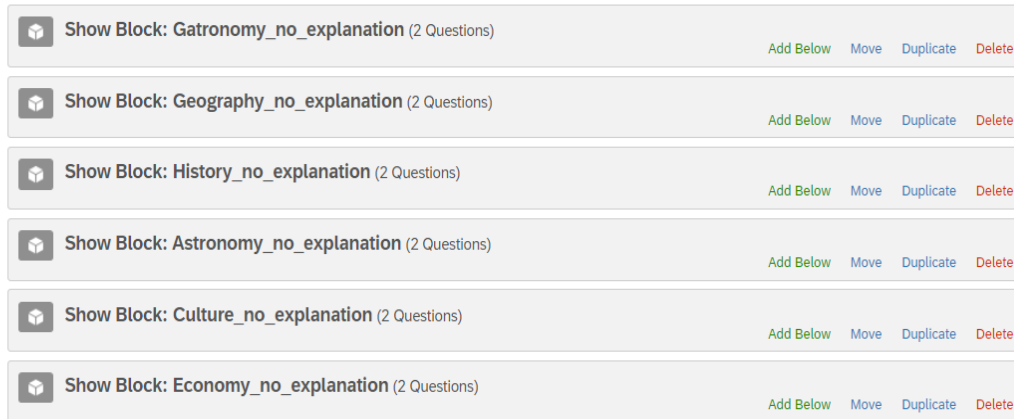 Show Block: Gatronomy_no_explanation (2 Questions)
Add Below Move Duplicate Delete
Show Block: Geography_no_explanation (2 Questions)
Add Below Move Duplicate Delete
Show Block: History_no_explanation (2 Questions)
Add Below Move Duplicate Delete
Show Block: Astronomy_no_explanation (2 Questions)
Add Below Move Duplicate Delete
Show Block: Culture_no_explanation (2 Questions)
Add Below Move Duplicate Delete
Show Block: Economy_no_explanation (2 Questions)
Add Below Move Duplicate Delete